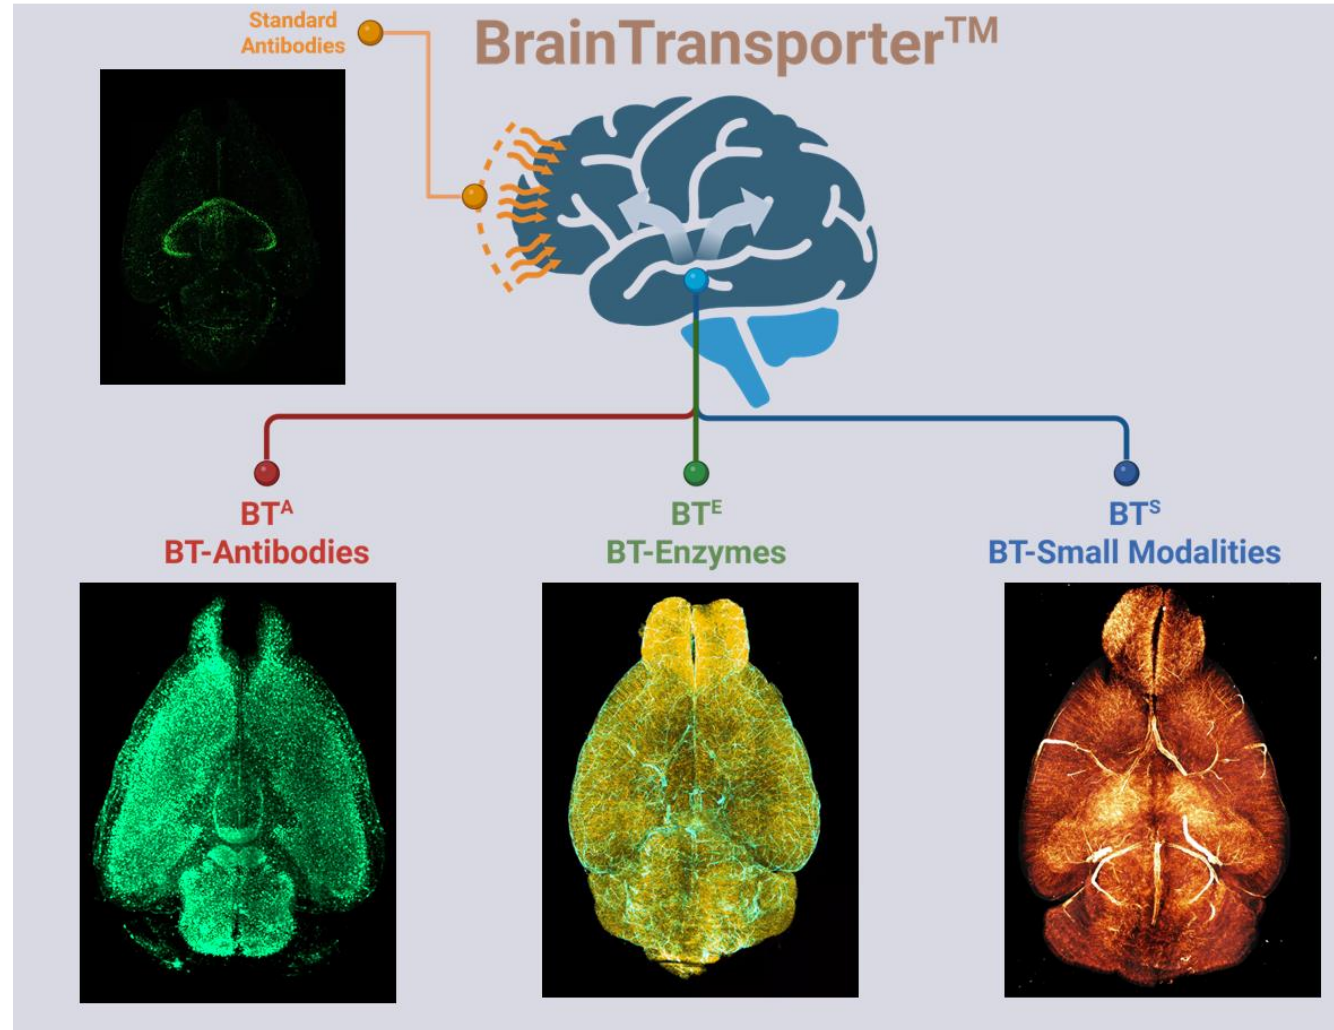 Standard
Antibodies
BrainTransporter™
BTᴬ
BT-Antibodies
BTᴱ
BT-Enzymes
BTˢ
BT-Small Modalities